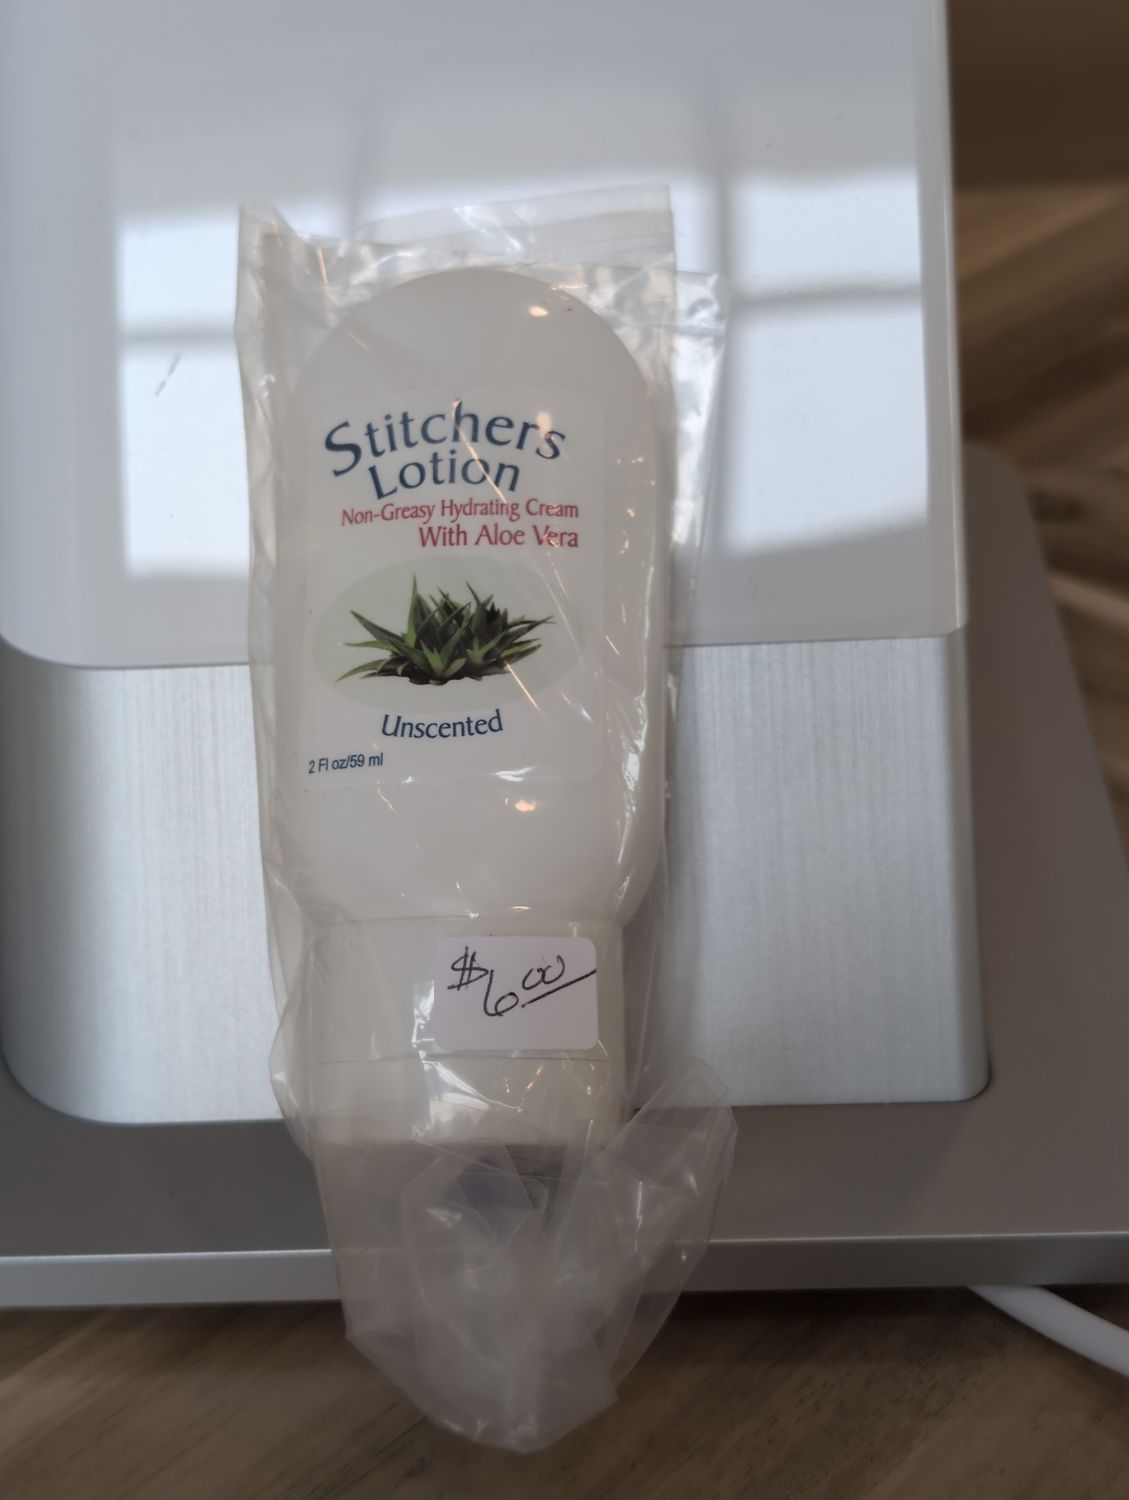 Stitchers
Lotion
Non-Greasy Hydrating Cream
With Aloe Vera
Unscented
2 Fl oz/59 ml
$6.00